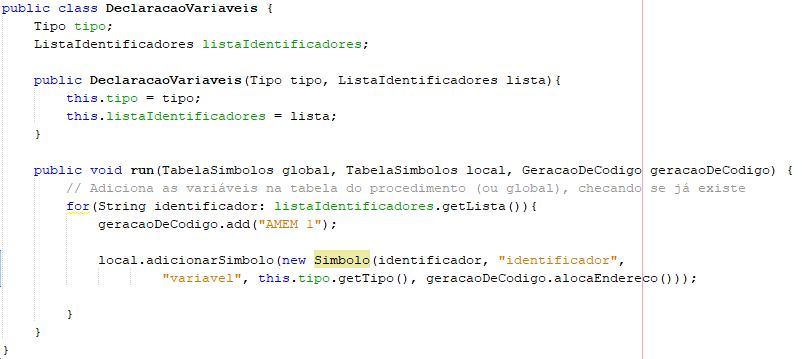 public class DeclaracaoVariaveis {
    Tipo tipo;
    ListaIdentificadores listaIdentificadores;

    public DeclaracaoVariaveis(Tipo tipo, ListaIdentificadores lista){
        this.tipo = tipo;
        this.listaIdentificadores = lista;
    }

    public void run(TabelaSimbolos global, TabelaSimbolos local, GeracaoDeCodigo geracaoDeCodigo) {
        // Adiciona as variáveis na tabela do procedimento (ou global), checando se já existe
        for(String identificador: listaIdentificadores.getLista()){
            geracaoDeCodigo.add("AMEM 1");

            local.adicionarSimbolo(new Simbolo(identificador, "identificador",
                    "variavel", this.tipo.getTipo(), geracaoDeCodigo.alocaEndereco()));

        }
    }
}